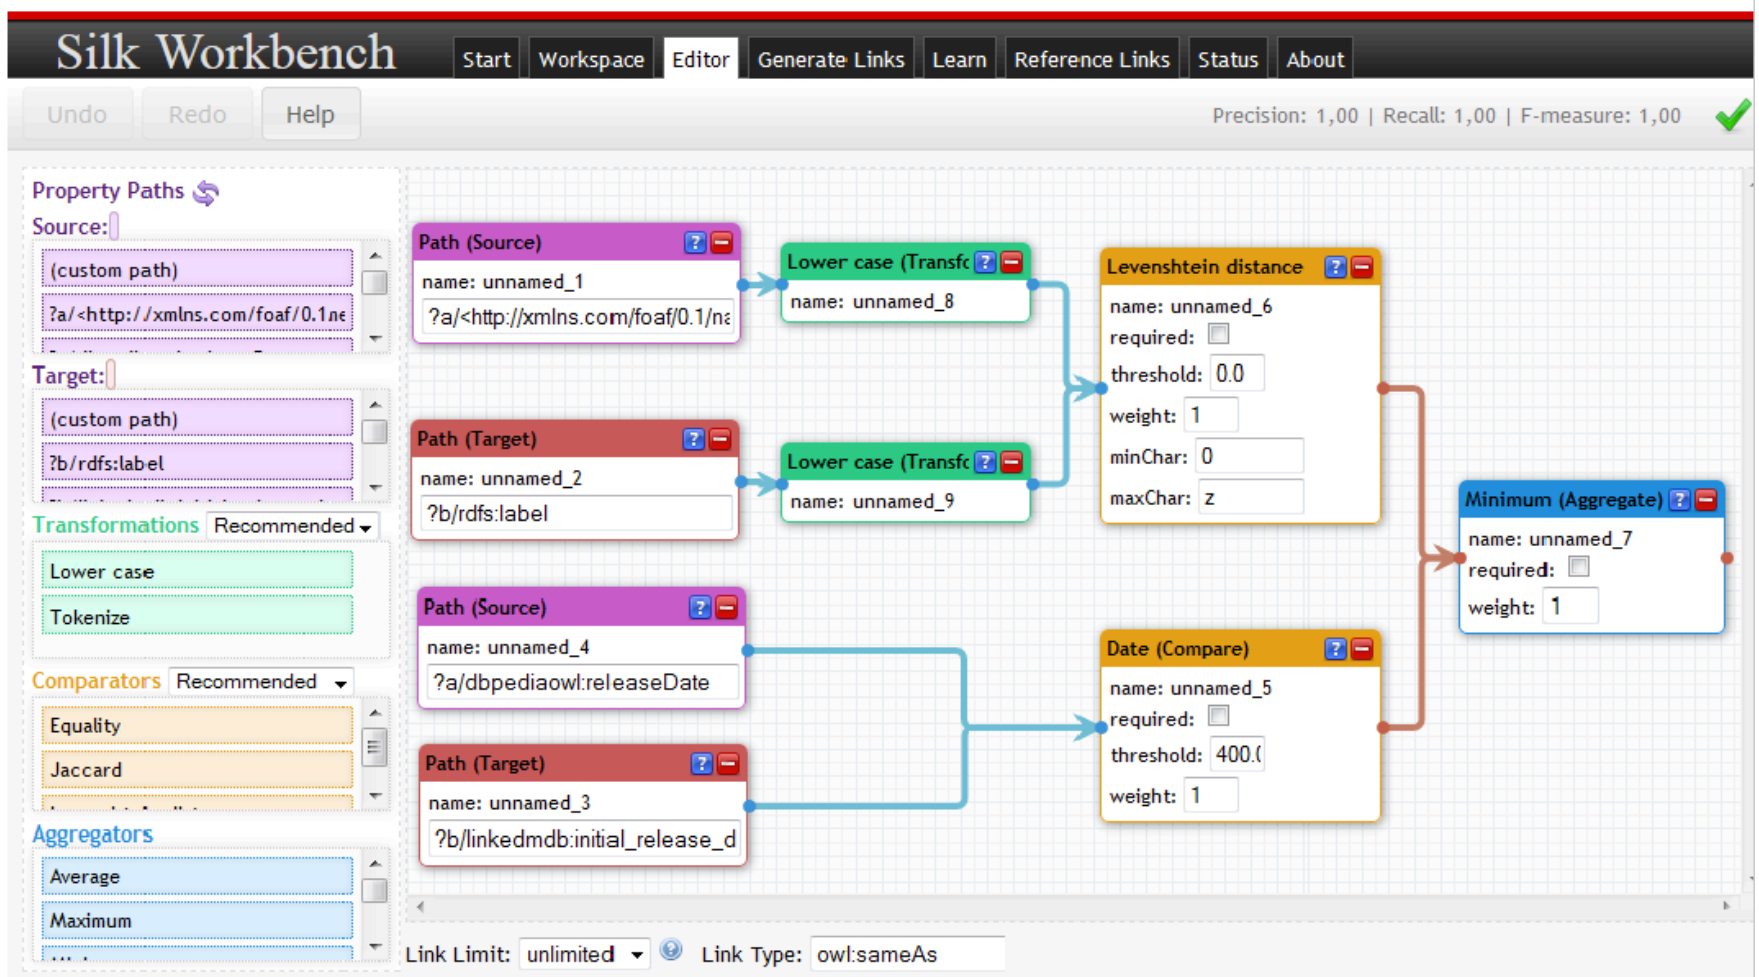 Silk Workbench
Start Workspace Editor Generate Links Learn Reference Links Status About
Undo Redo Help
Precision: 1,00 | Recall: 1,00 | F-measure: 1,00
Property Paths
Source:
(custom path)
?a/<http://xmlns.com/foaf/0.1/
Target:
(custom path)
?b/rdfs:label
Transformations Recommended
Lower case
Tokenize
Comparators Recommended
Equality
Jaccard
Aggregators
Average
Maximum
Path (Source)
name: unnamed_1
?a/<http://xmlns.com/foaf/0.1/na
Path (Target)
name: unnamed_2
?b/rdfs:label
Path (Source)
name: unnamed_4
?a/dbpediaowl:releaseDate
Path (Target)
name: unnamed_3
?b/linkedmdb:initial_release_d
Lower case (Transfc
name: unnamed_8
Lower case (Transfc
name: unnamed_9
Levenshtein distance
name: unnamed_6
required:
threshold: 0.0
weight: 1
minChar: 0
maxChar: z
Date (Compare)
name: unnamed_5
required:
threshold: 400.(
weight: 1
Minimum (Aggregate)
name: unnamed_7
required:
weight: 1
Link Limit: unlimited Link Type: owl:sameAs